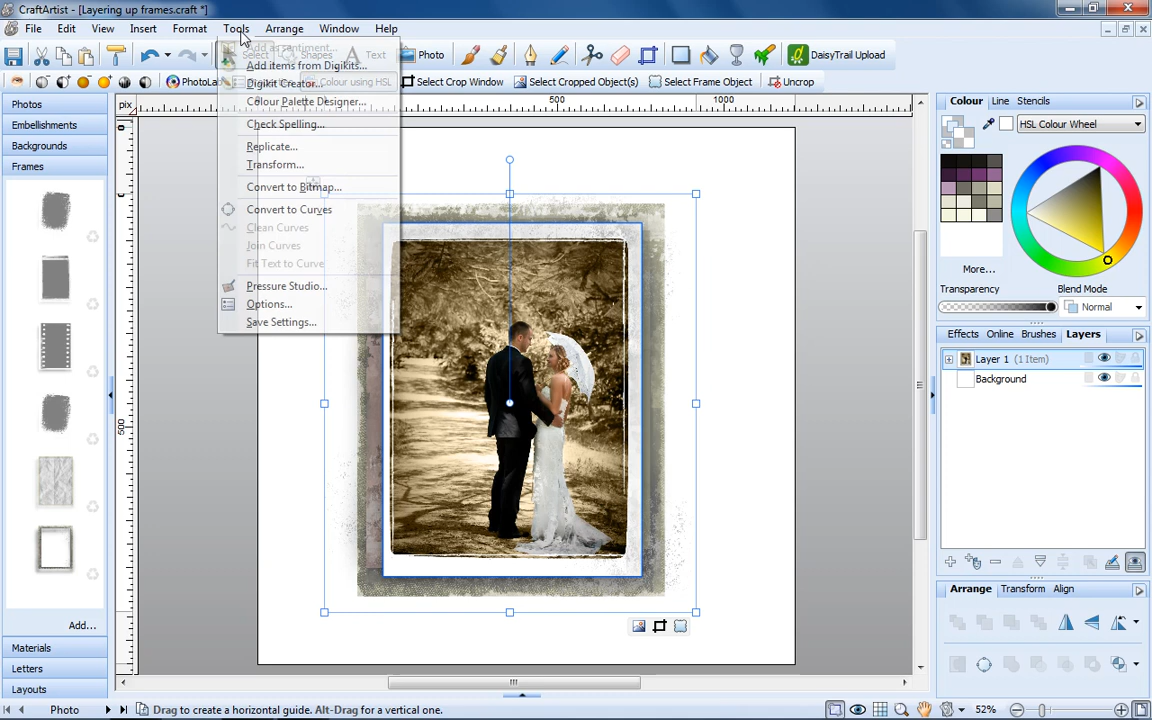 CraftArtist - [Layering up frames.craft *]
File Edit View Insert Format Tools Arrange Window Help
Select Shapes Text Photo DaisyTrail Upload
PhotoLab Colour using HSL Select Crop Window Select Cropped Object(s) Select Frame Object Uncrop
Add as sentiment...
Add items from Digikits...
Digikit Creator...
Colour Palette Designer...
Check Spelling...
Replicate...
Transform...
Convert to Bitmap...
Convert to Curves
Clean Curves
Join Curves
Fit Text to Curve
Pressure Studio...
Options...
Save Settings...
Photos
Embellishments
Backgrounds
Frames
Add...
Materials
Letters
Layouts
pix
0
500
500 1000
Colour Line Stencils
HSL Colour Wheel
More...
Transparency Blend Mode
Normal
Effects Online Brushes Layers
Layer 1 (1 Item)
Background
Arrange Transform Align
Photo
Drag to create a horizontal guide. Alt-Drag for a vertical one.
52%